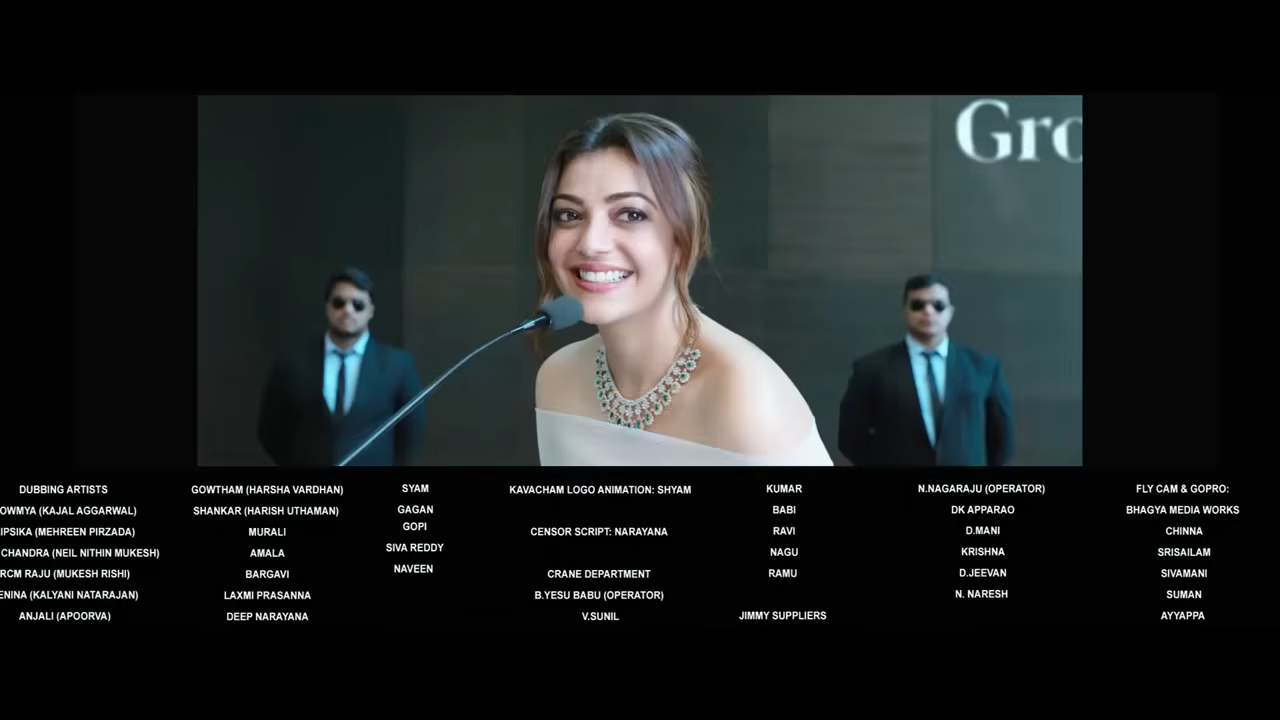 Gro
DUBBING ARTISTS
OWMYA (KAJAL AGGARWAL)
IPSIKA (MEHREEN PIRZADA)
CHANDRA (NEIL NITHIN MUKESH)
RCM RAJU (MUKESH RISHI)
ENINA (KALYANI NATARAJAN)
ANJALI (APOORVA)
GOWTHAM (HARSHA VARDHAN)
SHANKAR (HARISH UTHAMAN)
MURALI
AMALA
BARGAVI
LAXMI PRASANNA
DEEP NARAYANA
SYAM
GAGAN
GOPI
SIVA REDDY
NAVEEN
KAVACHAM LOGO ANIMATION: SHYAM
CENSOR SCRIPT: NARAYANA
CRANE DEPARTMENT
B.YESU BABU (OPERATOR)
V.SUNIL
KUMAR
BABI
RAVI
NAGU
RAMU
JIMMY SUPPLIERS
N.NAGARAJU (OPERATOR)
DK APPARAO
D.MANI
KRISHNA
D.JEEVAN
N. NARESH
FLY CAM & GOPRO:
BHAGYA MEDIA WORKS
CHINNA
SRISAILAM
SIVAMANI
SUMAN
AYYAPPA